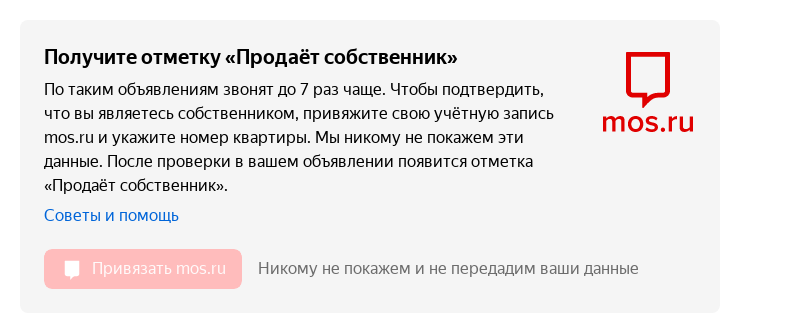 Получите отметку «Продаёт собственник»
По таким объявлениям звонят до 7 раз чаще. Чтобы подтвердить,
что вы являетесь собственником, привяжите свою учётную запись
mos.ru и укажите номер квартиры. Мы никому не покажем эти
данные. После проверки в вашем объявлении появится отметка
«Продаёт собственник».
mos.ru
Советы и помощь
Привязать mos.ru
Никому не покажем и не передадим ваши данные